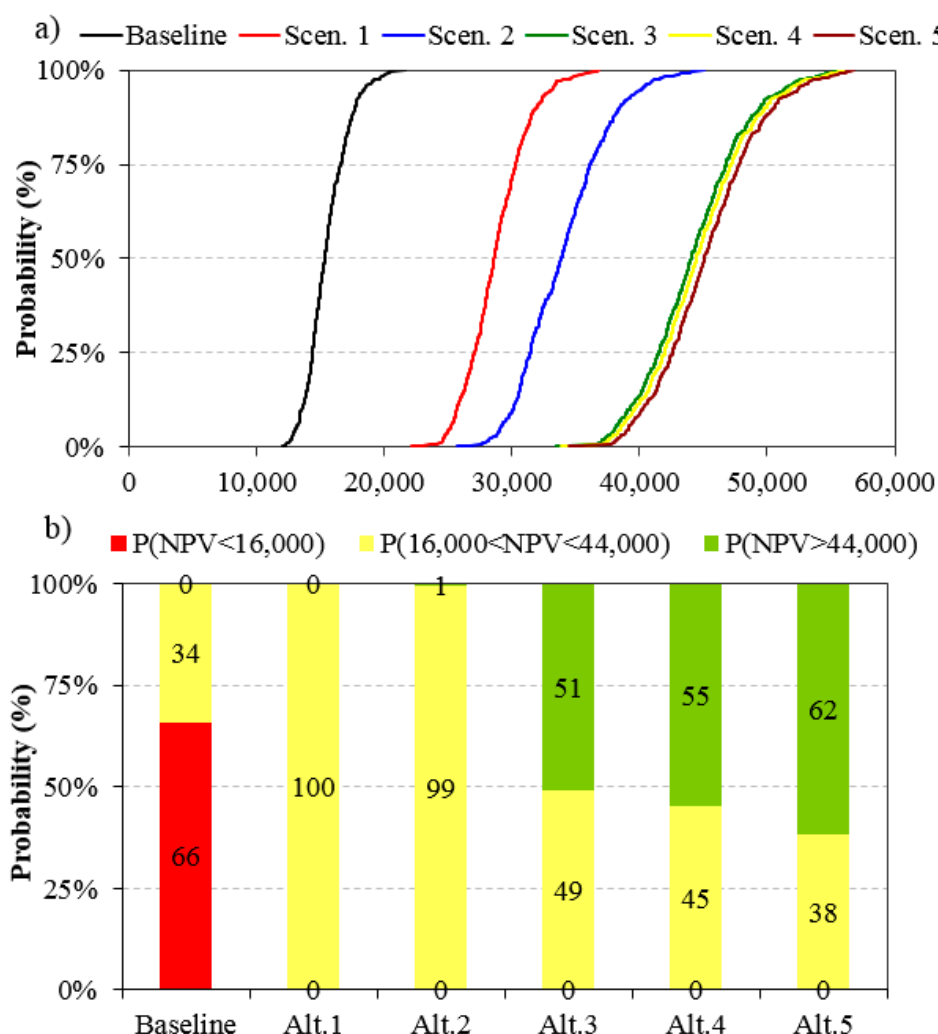 a) Baseline Scen. 1 Scen. 2 Scen. 3 Scen. 4 Scen. 5
100%
75%
50%
25%
0%
Probability (%)
0 10,000 20,000 30,000 40,000 50,000 60,000
b) P(NPV<16,000) P(16,000<NPV<44,000) P(NPV>44,000)
100%
75%
50%
25%
0%
Probability (%)
0 0 1
34 51 55 62
100 99
66 49 45 38
0 0 0 0 0
Baseline Alt.1 Alt.2 Alt.3 Alt.4 Alt.5